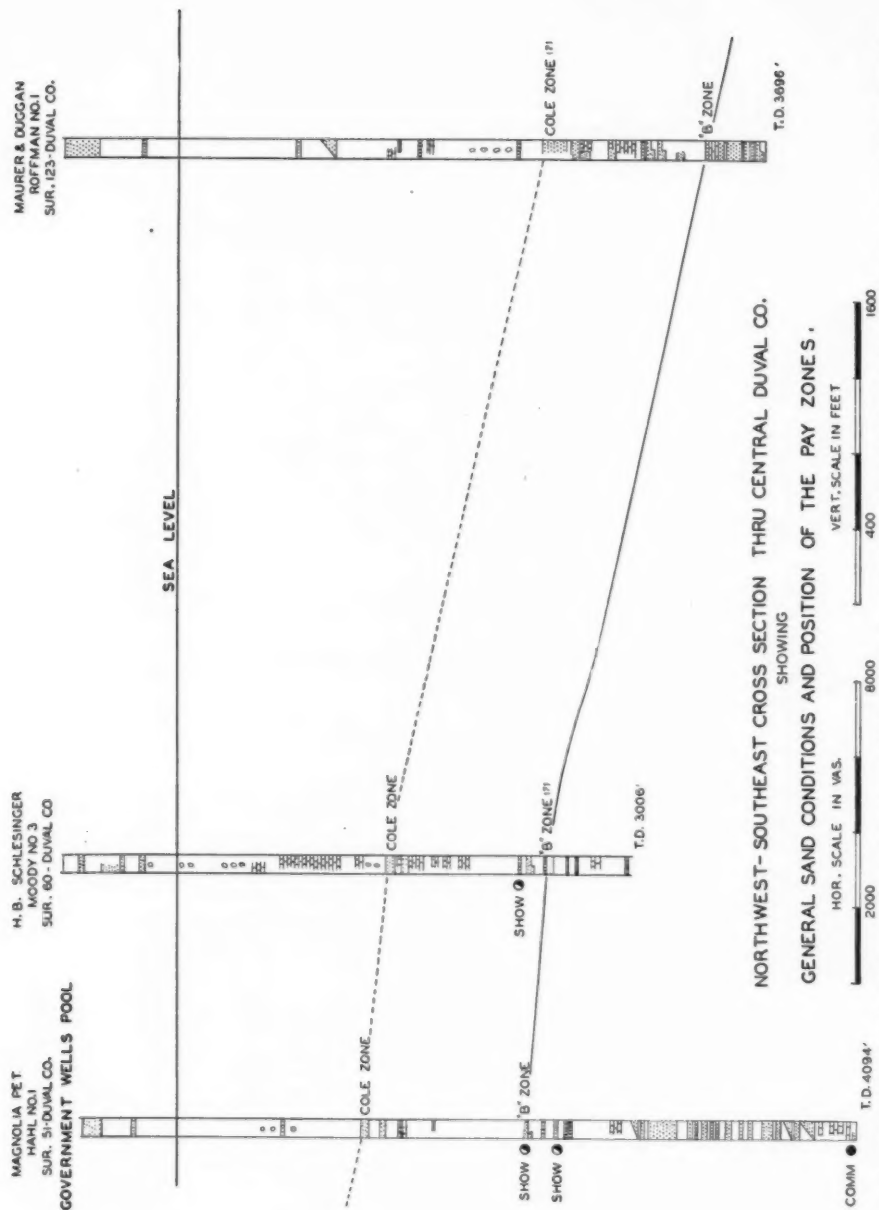 MAGNOLIA PET.
HAHL NO.1
SUR. 51-DUVAL CO.
GOVERNMENT WELLS POOL
H. B. SCHLESINGER
MOODY NO 3
SUR. 60 - DUVAL CO
MAURER & DUGGAN
ROFFMAN NO.1
SUR. 123-DUVAL CO.
SEA LEVEL
COLE ZONE
COLE ZONE
COLE ZONE (?)
SHOW
"B" ZONE
SHOW
SHOW
"B" ZONE (?)
"B" ZONE
COMM
T.D. 4094'
T.D. 3006'
T.D. 3696'
NORTHWEST-SOUTHEAST CROSS SECTION THRU CENTRAL DUVAL CO.
SHOWING
GENERAL SAND CONDITIONS AND POSITION OF THE PAY ZONES.
HOR. SCALE IN VAS.
VERT. SCALE IN FEET
2000 8000
400 1600